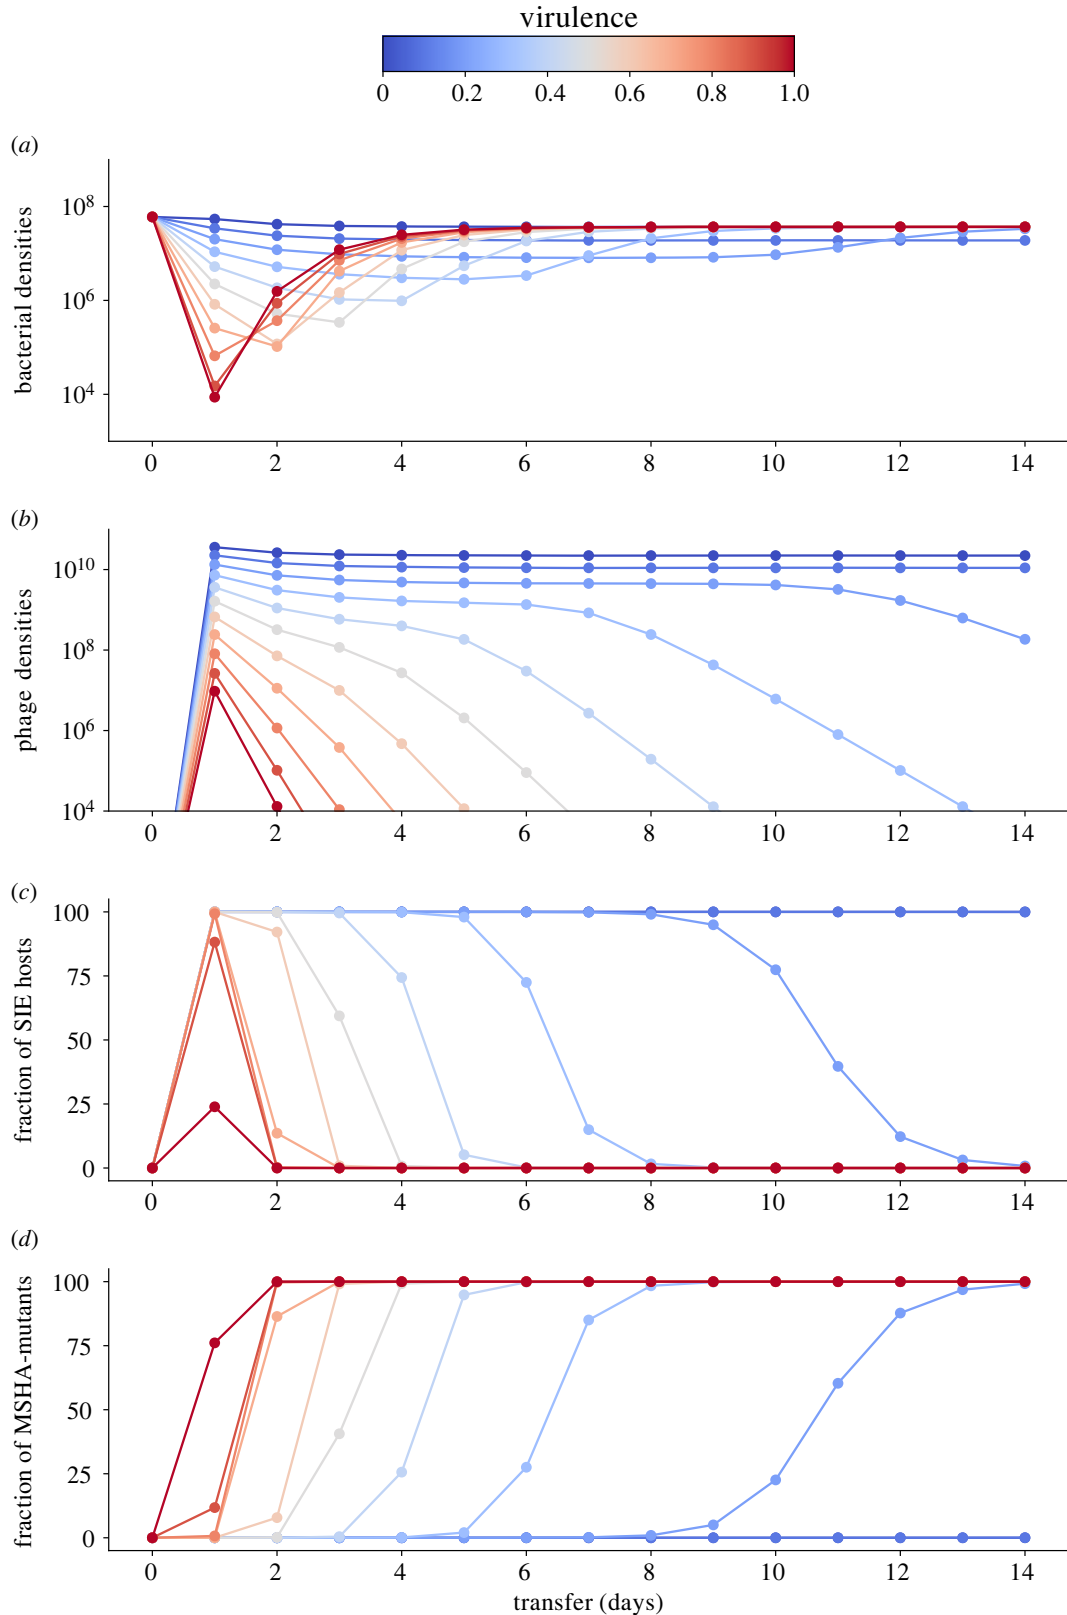 virulence
0 0.2 0.4 0.6 0.8 1.0
(a)
bacterial densities
10^8
10^6
10^4
0 2 4 6 8 10 12 14
(b)
phage densities
10^10
10^8
10^6
10^4
0 2 4 6 8 10 12 14
(c)
fraction of SIE hosts
100
75
50
25
0
0 2 4 6 8 10 12 14
(d)
fraction of MSHA-mutants
100
75
50
25
0
0 2 4 6 8 10 12 14
transfer (days)